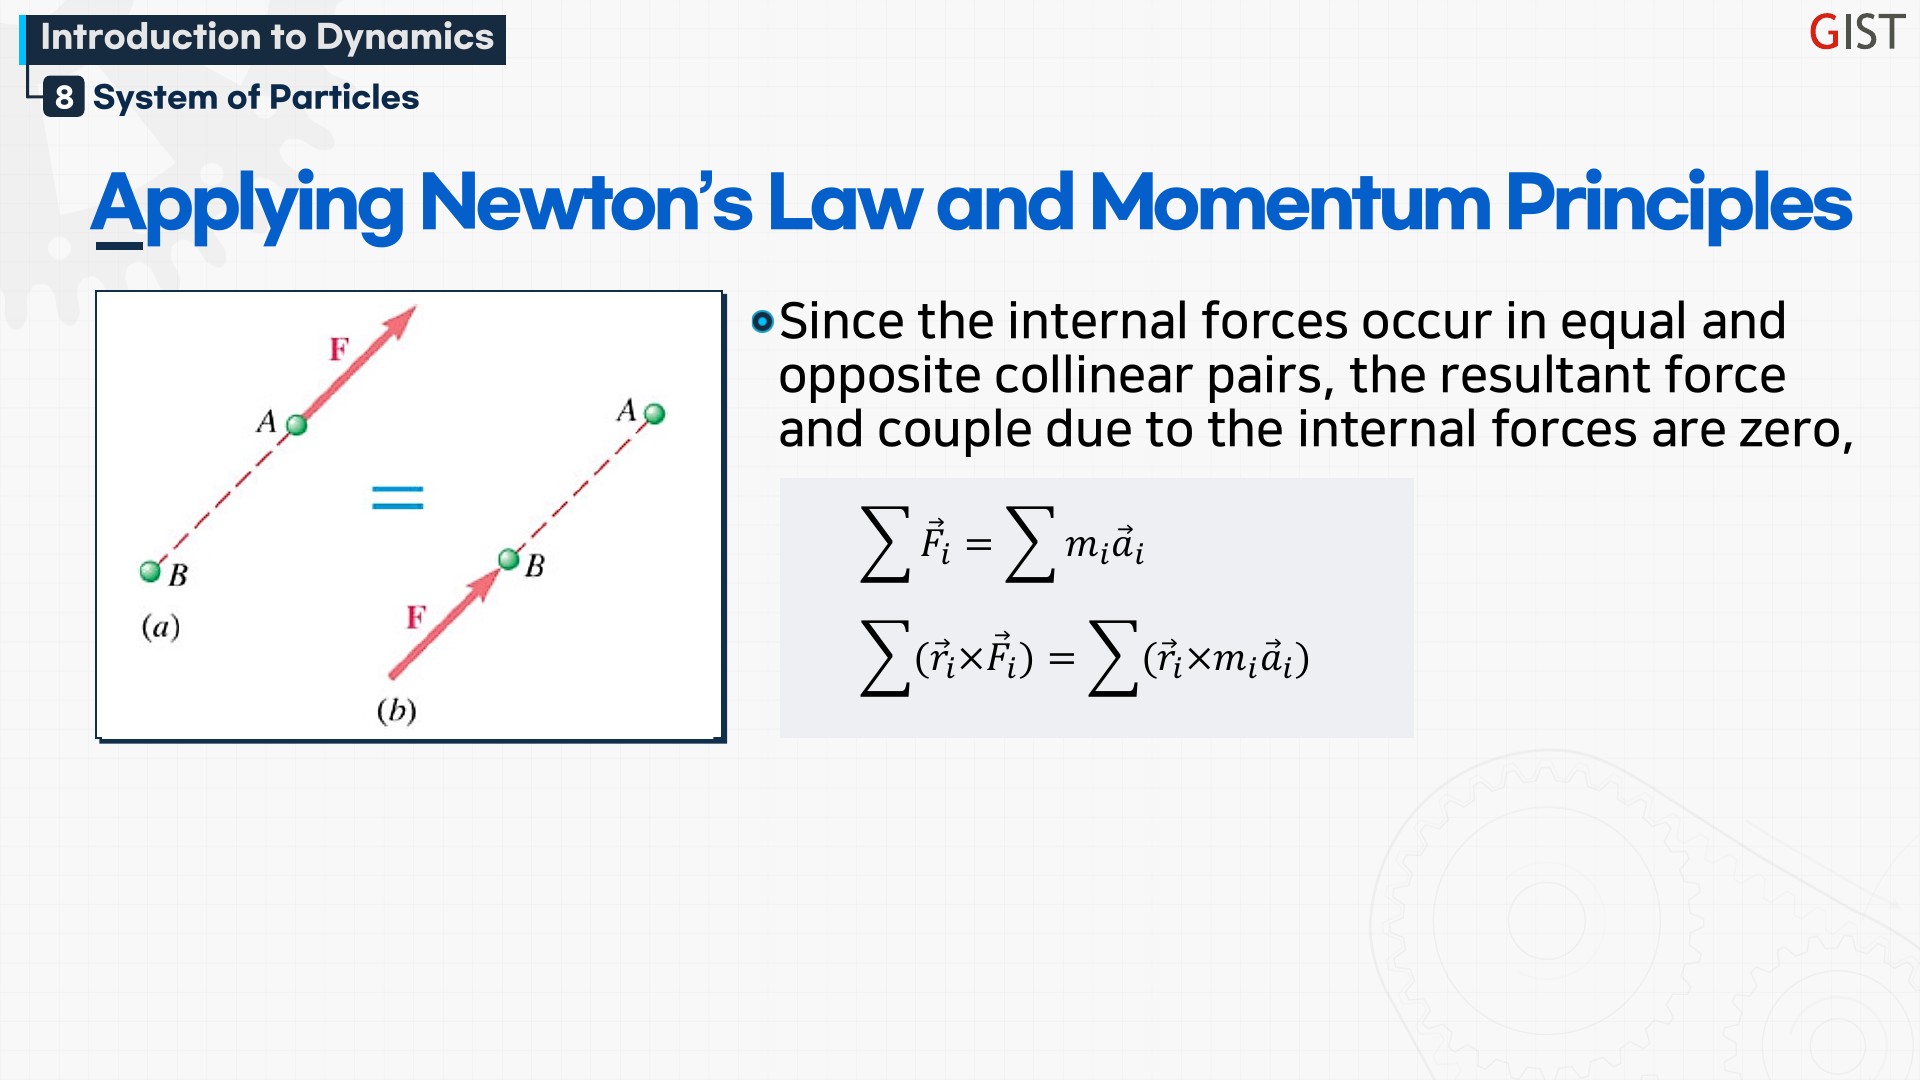 Introduction to Dynamics
GIST
8 System of Particles
Applying Newton’s Law and Momentum Principles
F
A
B
(a)
=
A
B
F
(b)
Since the internal forces occur in equal and
opposite collinear pairs, the resultant force
and couple due to the internal forces are zero,
∑ F⃗ᵢ = ∑ mᵢa⃗ᵢ
∑(r⃗ᵢ×F⃗ᵢ) = ∑(r⃗ᵢ×mᵢa⃗ᵢ)